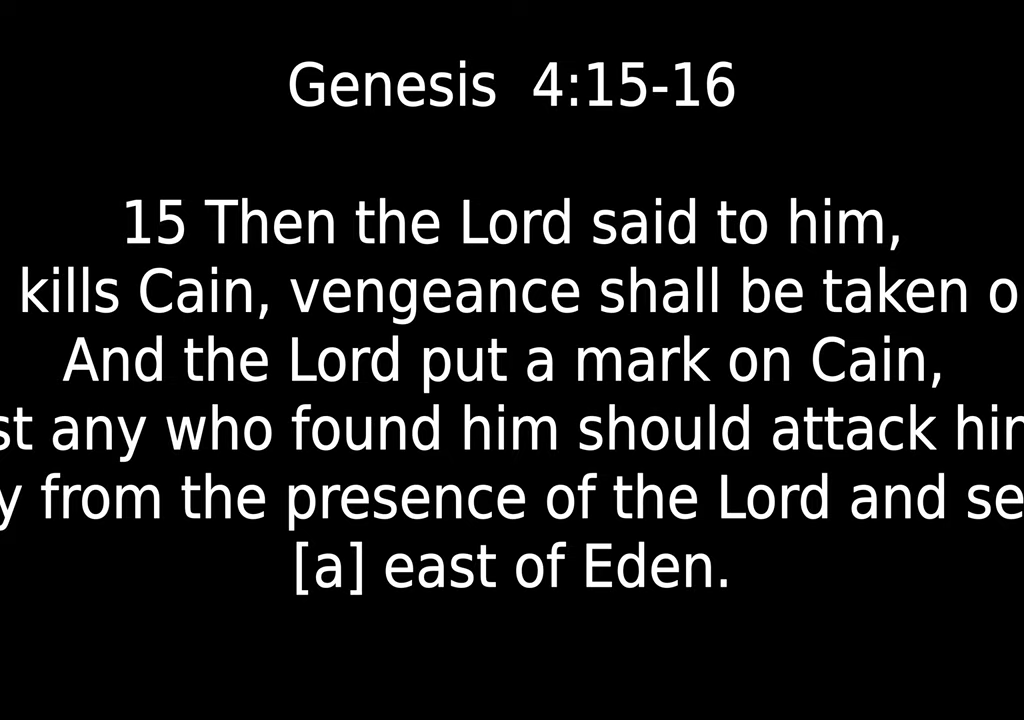 Genesis 4:15-16
15 Then the Lord said to him,
kills Cain, vengeance shall be taken o
And the Lord put a mark on Cain,
st any who found him should attack hi
y from the presence of the Lord and se
[a] east of Eden.